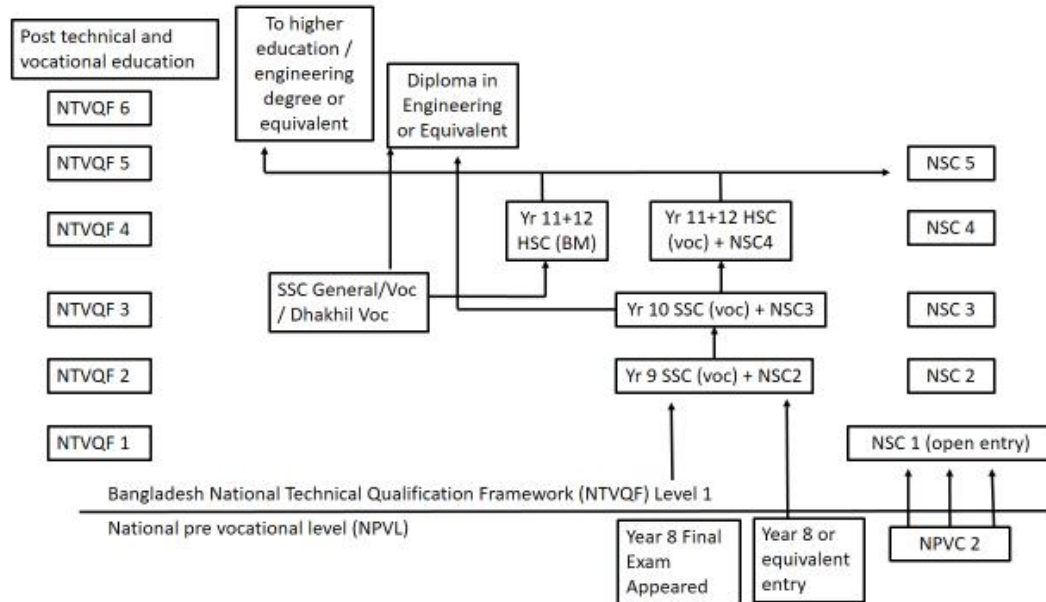 Post technical and
vocational education
To higher
education /
engineering
degree or
equivalent
Diploma in
Engineering
or Equivalent
NTVQF 6
NTVQF 5
NSC 5
NTVQF 4
Yr 11+12
HSC (BM)
Yr 11+12 HSC
(voc) + NSC4
NSC 4
SSC General/Voc
/ Dhakhil Voc
NTVQF 3
Yr 10 SSC (voc) + NSC3
NSC 3
NTVQF 2
Yr 9 SSC (voc) + NSC2
NSC 2
NTVQF 1
NSC 1 (open entry)
Bangladesh National Technical Qualification Framework (NTVQF) Level 1
National pre vocational level (NPVL)
Year 8 Final
Exam
Appeared
Year 8 or
equivalent
entry
NPVC 2